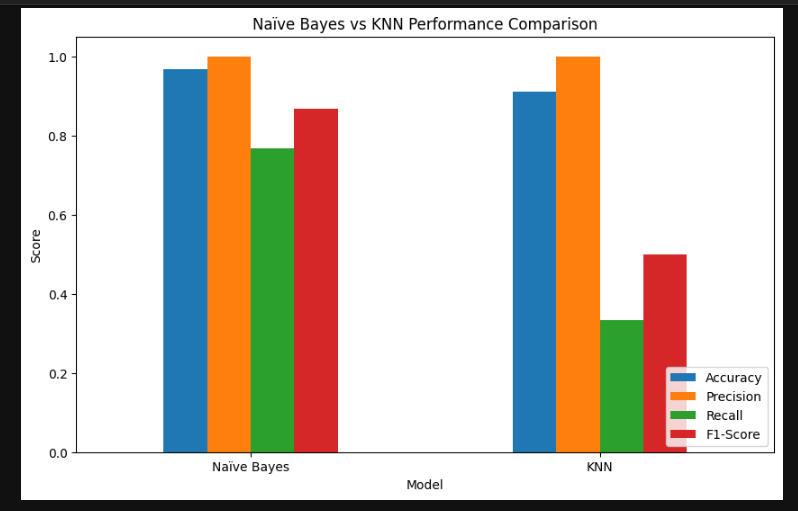 Naïve Bayes vs KNN Performance Comparison
Score
1.0
0.8
0.6
0.4
0.2
0.0
Naïve Bayes
KNN
Model
Accuracy
Precision
Recall
F1-Score